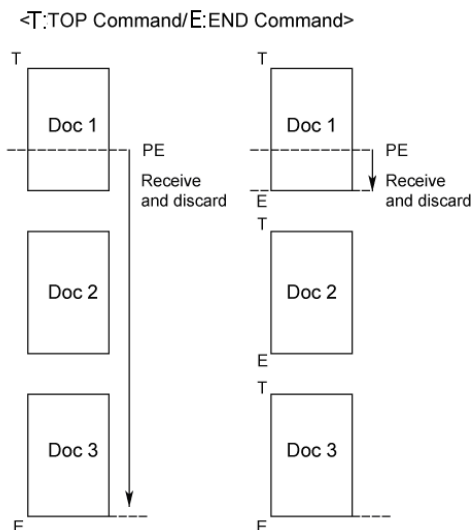 <T:TOP Command/E:END Command>
T T
Doc 1 Doc 1
PE PE
Receive and discard Receive and discard
E
T
Doc 2 Doc 2
E
T
Doc 3 Doc 3
E E